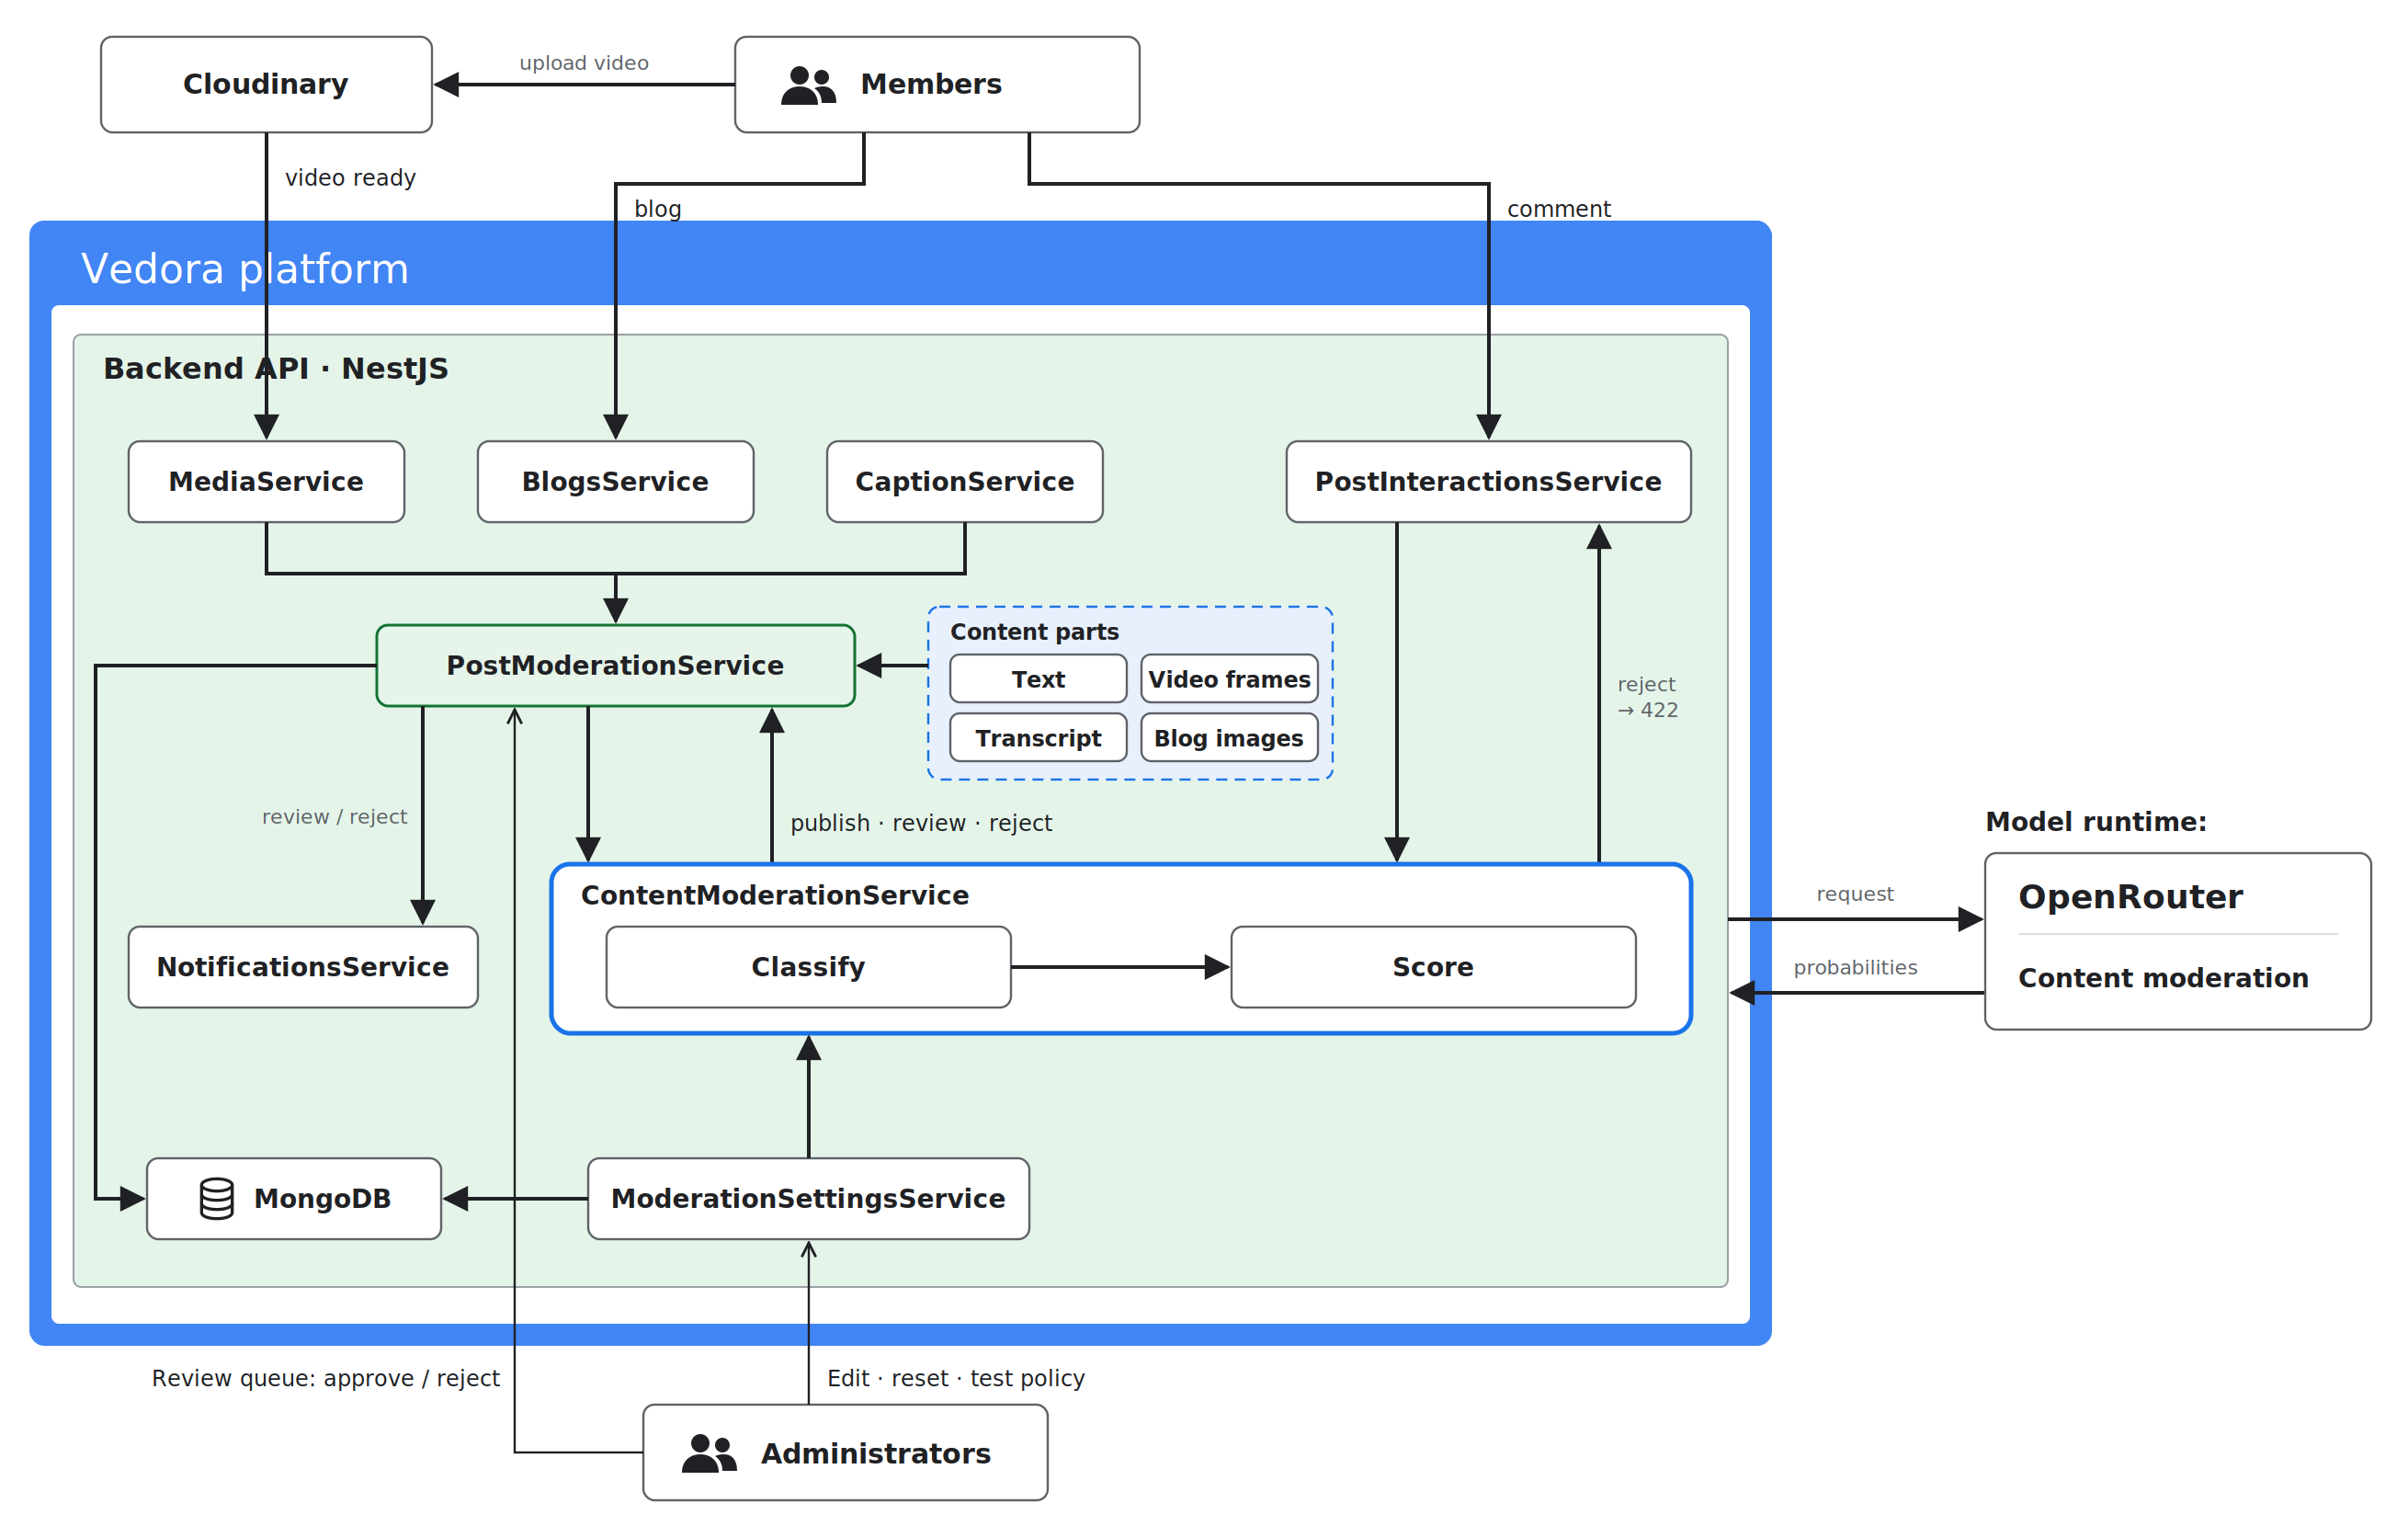 Cloudinary
upload video
Members
video ready
blog
comment
Vedora platform
Backend API · NestJS
MediaService
BlogsService
CaptionService
PostInteractionsService
PostModerationService
Content parts
Text
Video frames
Transcript
Blog images
reject
→ 422
review / reject
publish · review · reject
Model runtime:
OpenRouter
Content moderation
request
probabilities
ContentModerationService
Classify
Score
NotificationsService
MongoDB
ModerationSettingsService
Review queue: approve / reject
Edit · reset · test policy
Administrators